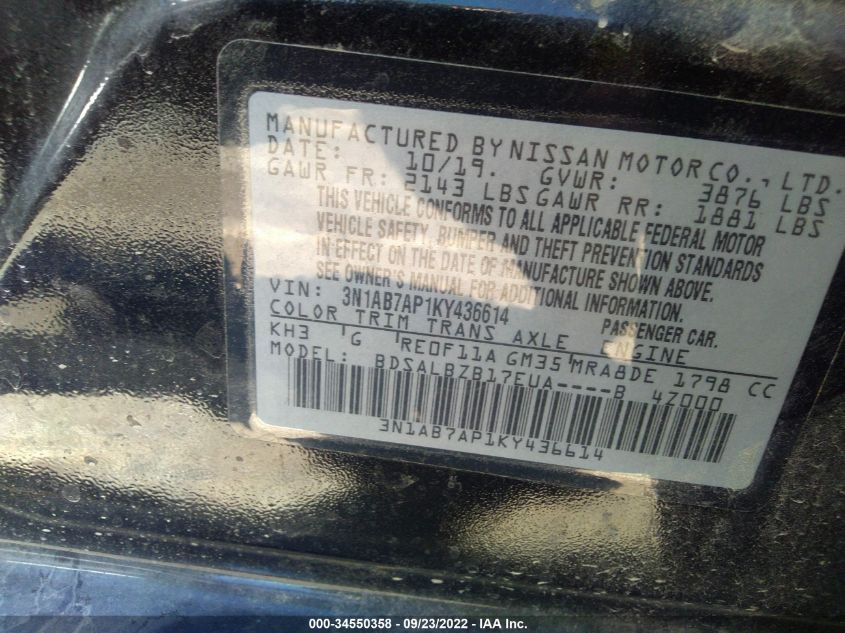 MANUFACTURED BY NISSAN MOTOR CO., LTD.
DATE: 10/19. GVWR: 3876 LBS
GAWR FR: 2143 LBS GAWR RR: 1881 LBS
THIS VEHICLE CONFORMS TO ALL APPLICABLE FEDERAL MOTOR
VEHICLE SAFETY, BUMPER AND THEFT PREVENTION STANDARDS
IN EFFECT ON THE DATE OF MANUFACTURE SHOWN ABOVE.
SEE OWNER'S MANUAL FOR ADDITIONAL INFORMATION.
VIN: 3N1AB7AP1KY436614 PASSENGER CAR.
COLOR TRIM TRANS AXLE ENGINE
KH3 G RE0F11A GM35 MRA8DE 1798 CC
MODEL: BDSALBZB17EUA----B 4Z000
3N1AB7AP1KY436614
000-34550358 - 09/23/2022 - IAA Inc.